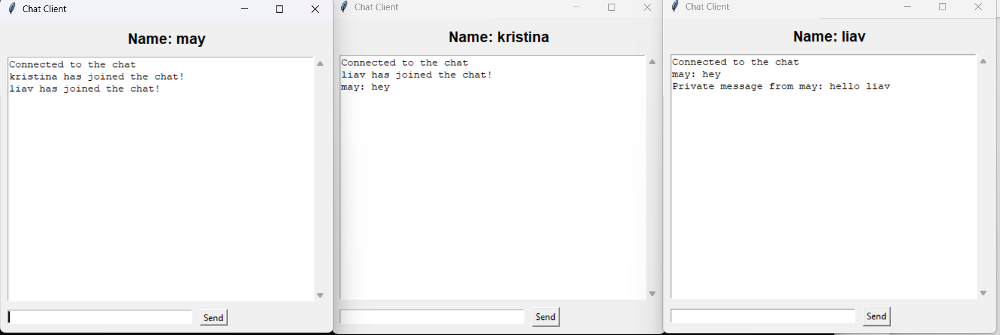 Chat Client
Name: may
Connected to the chat
kristina has joined the chat!
liav has joined the chat!
Send
Chat Client
Name: kristina
Connected to the chat
liav has joined the chat!
may: hey
Send
Chat Client
Name: liav
Connected to the chat
may: hey
Private message from may: hello liav
Send